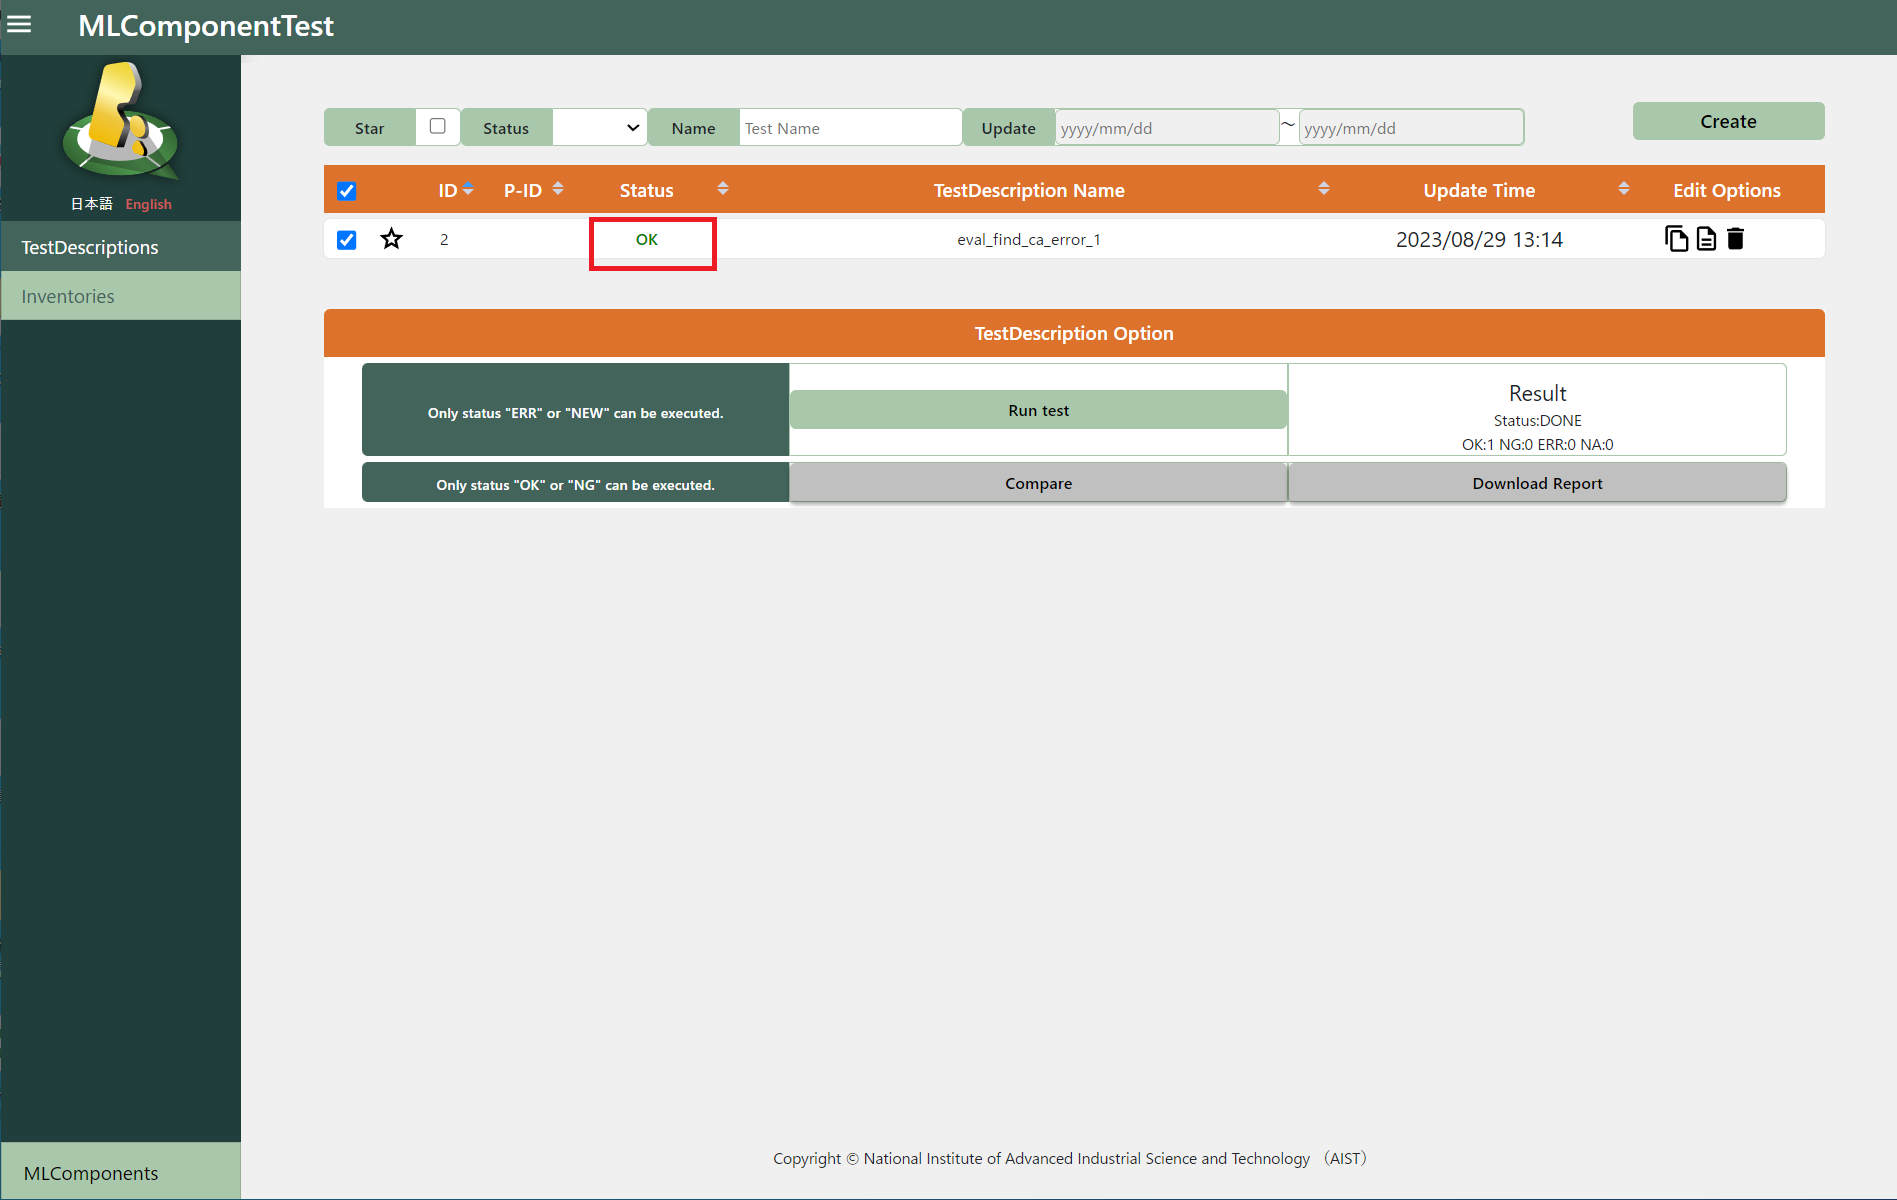 MLComponentTest
日本語 English
TestDescriptions
Inventories
MLComponents
Star Status Name Test Name Update yyyy/mm/dd ~ yyyy/mm/dd
Create
ID P-ID Status TestDescription Name Update Time Edit Options
2 OK eval_find_ca_error_1 2023/08/29 13:14
TestDescription Option
Only status "ERR" or "NEW" can be executed.
Run test
Result
Status:DONE
OK:1 NG:0 ERR:0 NA:0
Only status "OK" or "NG" can be executed.
Compare
Download Report
Copyright © National Institute of Advanced Industrial Science and Technology （AIST）